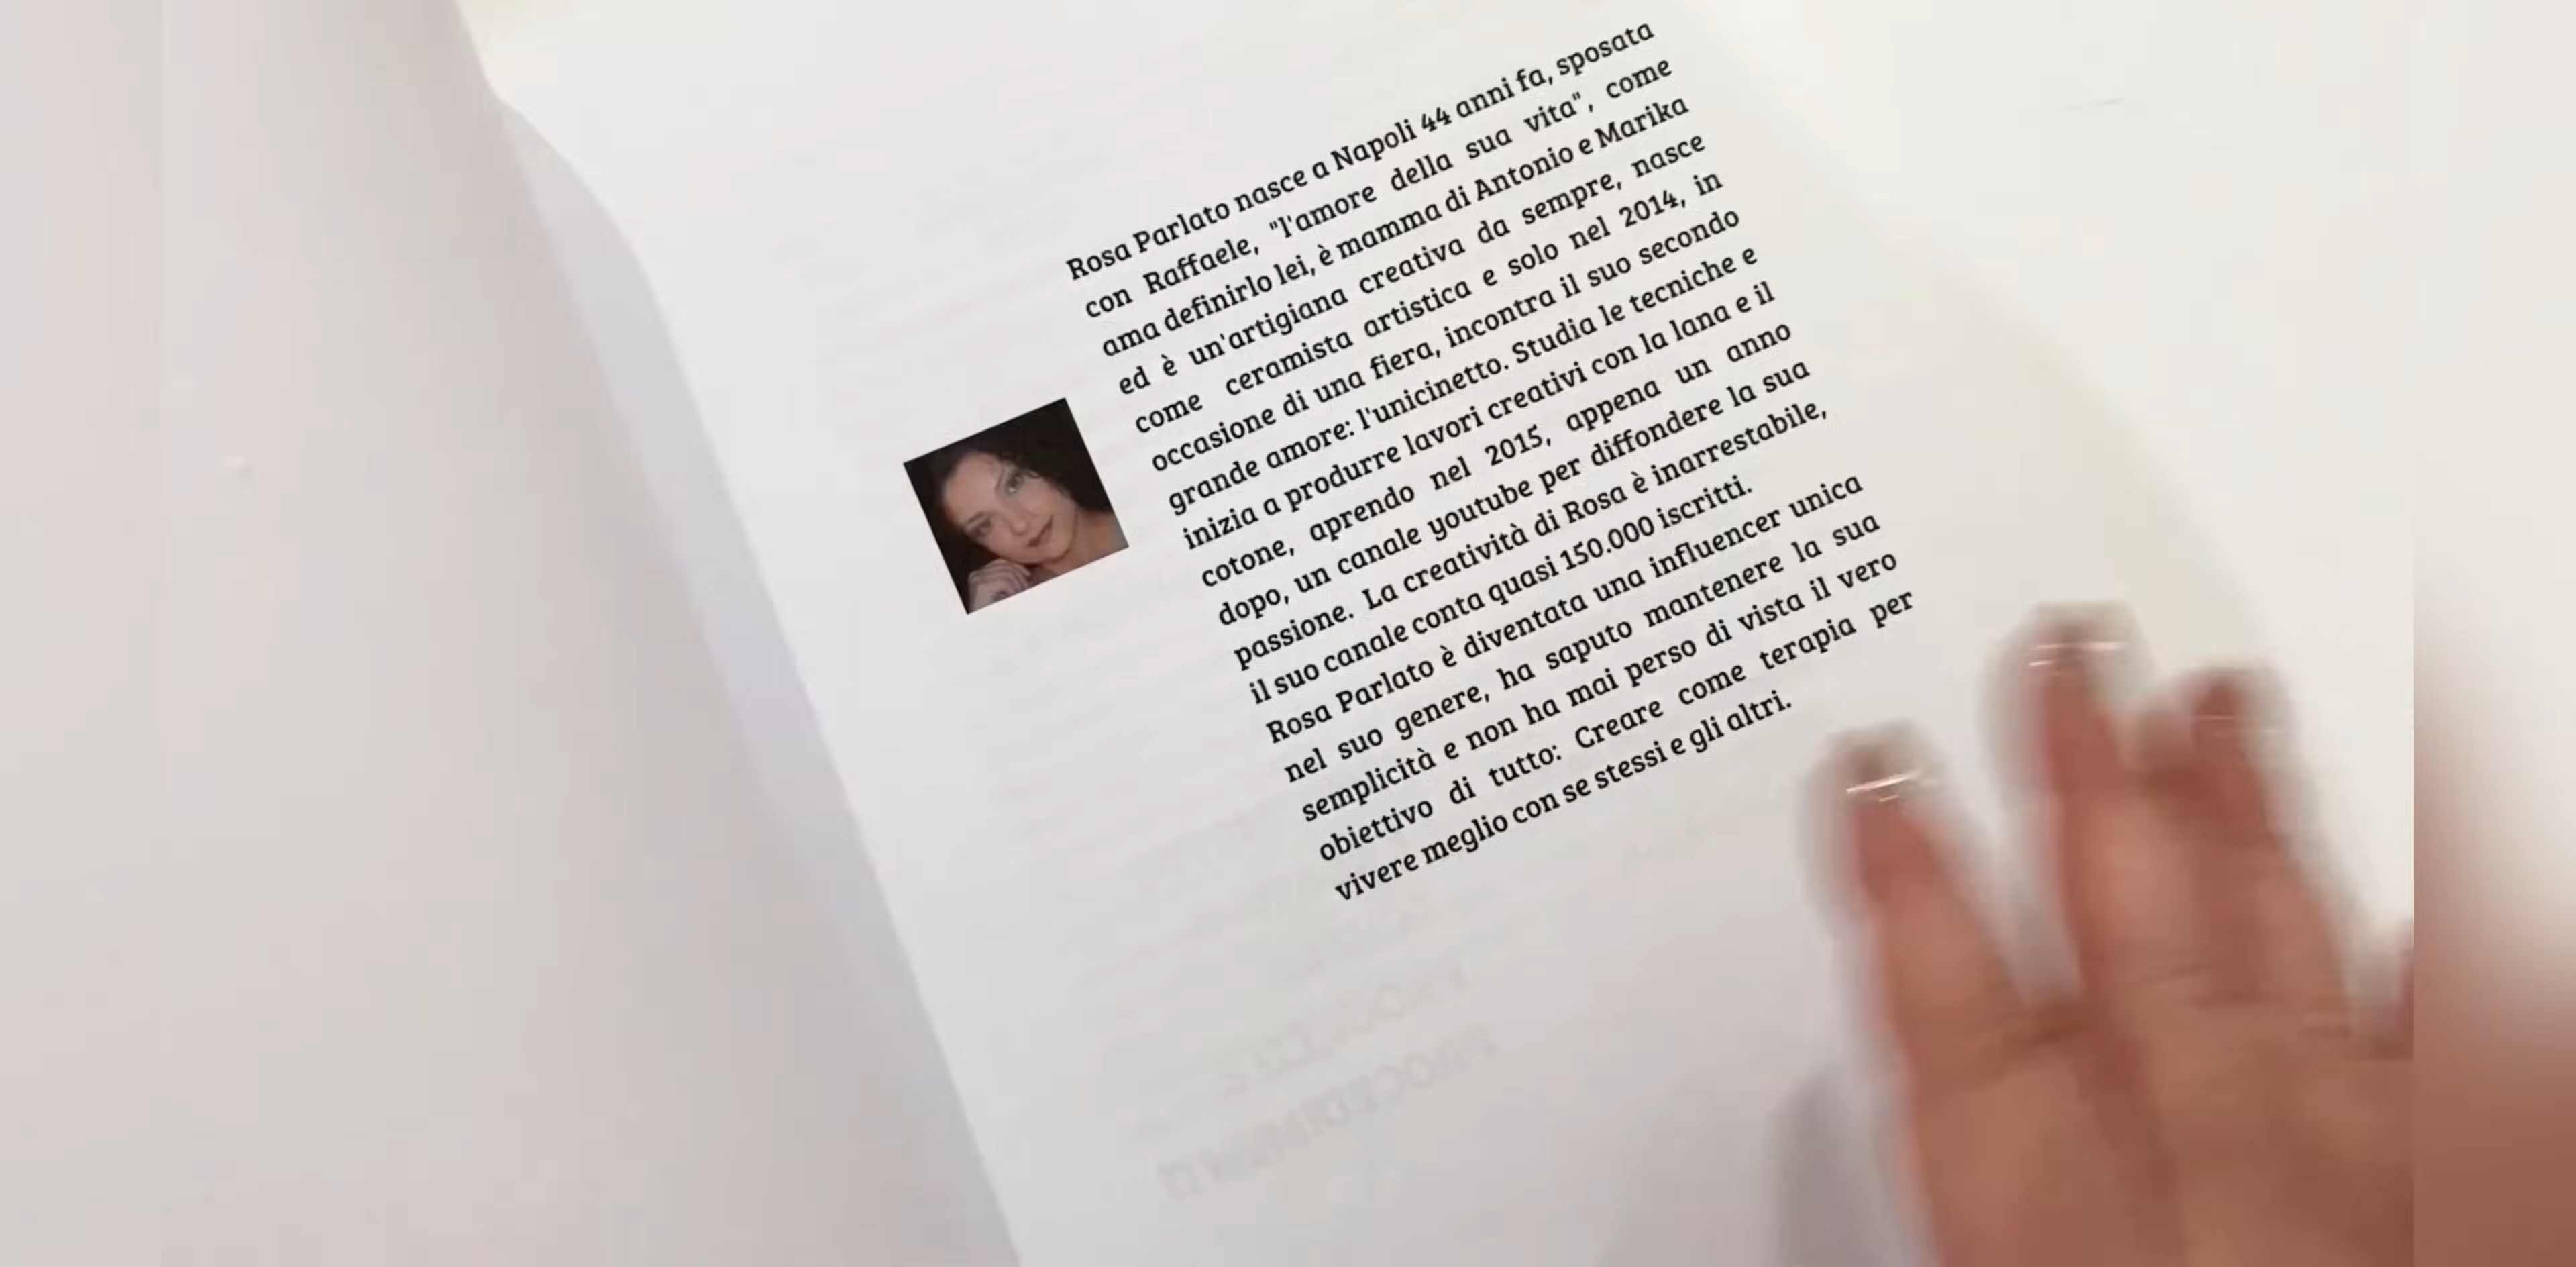 Rosa Parlato nasce a Napoli 44 anni fa, sposata
con Raffaele, "l'amore della sua vita", come
ama definirlo lei, è mamma di Antonio e Marika
ed è un'artigiana creativa da sempre, nasce
come ceramista artistica e solo nel 2014, in
occasione di una fiera, incontra il suo secondo
grande amore: l'unicinetto. Studia le tecniche e
inizia a produrre lavori creativi con la lana e il
cotone, aprendo nel 2015, appena un anno
dopo, un canale youtube per diffondere la sua
passione. La creatività di Rosa è inarrestabile,
il suo canale conta quasi 150.000 iscritti.
Rosa Parlato è diventata una influencer unica
nel suo genere, ha saputo mantenere la sua
semplicità e non ha mai perso di vista il vero
obiettivo di tutto: Creare come terapia per
vivere meglio con se stessi e gli altri.